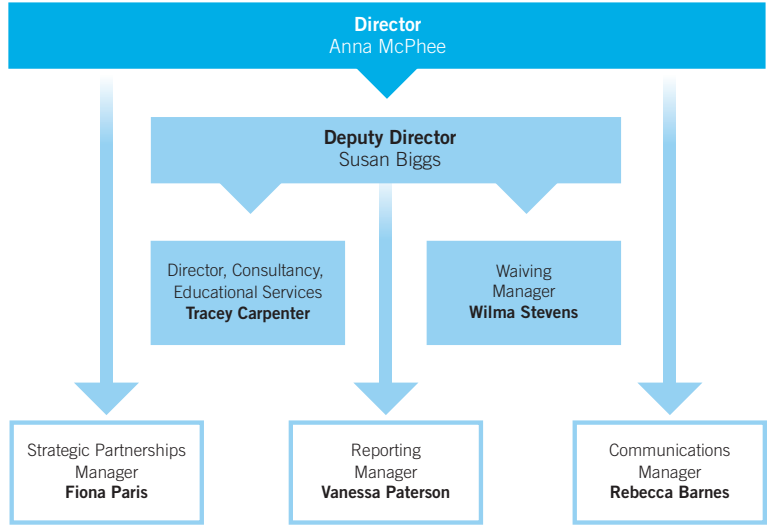 Director
Anna McPhee
Deputy Director
Susan Biggs
Director, Consultancy,
Educational Services
Tracey Carpenter
Waiving
Manager
Wilma Stevens
Strategic Partnerships
Manager
Fiona Paris
Reporting
Manager
Vanessa Paterson
Communications
Manager
Rebecca Barnes